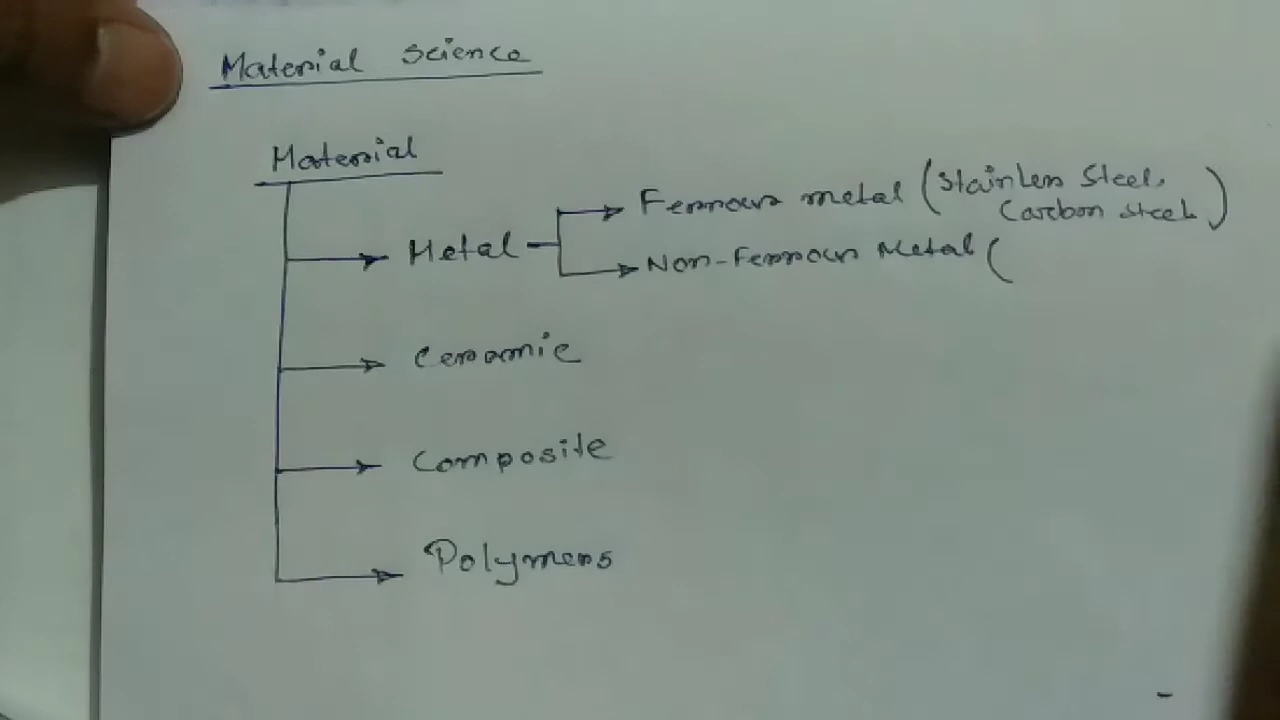 Material Science
Material
Metal
Ferrous metal (Stainless Steel,
Carbon steel)
Non-Ferrous Metal (
Ceramic
Composite
Polymers